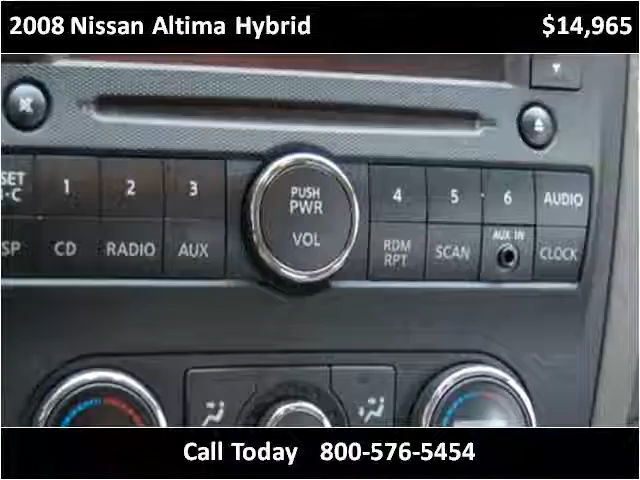 2008 Nissan Altima Hybrid $14,965
1 2 3 PUSH PWR VOL 4 5 6 AUDIO
CD RADIO AUX RDM RPT SCAN AUX IN CLOCK
Call Today 800-576-5454